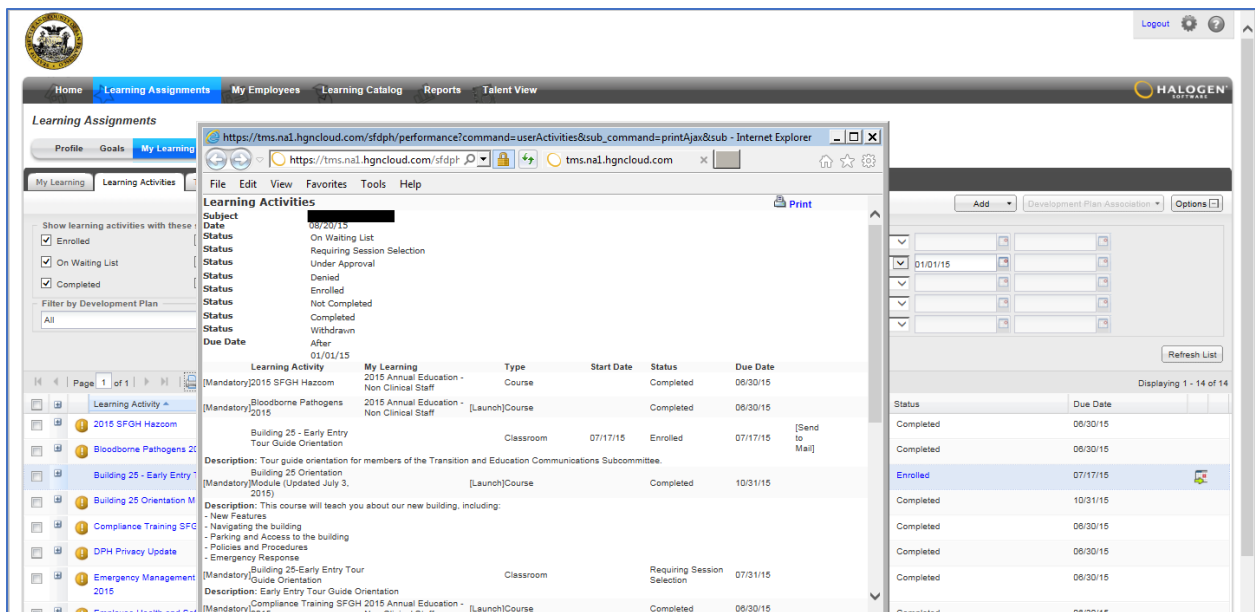 Logout
Home Learning Assignments My Employees Learning Catalog Reports Talent View
HALOGEN
SOFTWARE
Learning Assignments
Profile Goals My Learning
My Learning Learning Activities
Add Development Plan Association Options
Show learning activities with these
Enrolled
On Waiting List
Completed
01/01/15
Filter by Development Plan
All
Refresh List
Page 1 of 1
Displaying 1 - 14 of 14
Learning Activity Status Due Date
2015 SFGH Hazcom Completed 06/30/15
Bloodborne Pathogens 20 Completed 06/30/15
Building 25 - Early Entry T Enrolled 07/17/15
Building 25 Orientation M Completed 10/31/15
Compliance Training SFG Completed 06/30/15
DPH Privacy Update Completed 06/30/15
Emergency Management Completed 06/30/15
2015
https://tms.na1.hgncloud.com/sfdph/performance?command=userActivities&sub_command=printAjax&sub - Internet Explorer
https://tms.na1.hgncloud.com/sfdph tms.na1.hgncloud.com
File Edit View Favorites Tools Help
Learning Activities Print
Subject
Date 08/20/15
Status On Waiting List
Status Requiring Session Selection
Status Under Approval
Status Denied
Status Enrolled
Status Not Completed
Status Completed
Status Withdrawn
Due Date After
01/01/15
Learning Activity My Learning Type Start Date Status Due Date
[Mandatory] 2015 SFGH Hazcom 2015 Annual Education - Non Clinical Staff Course Completed 06/30/15
[Mandatory] Bloodborne Pathogens 2015 2015 Annual Education - Non Clinical Staff [Launch] Course Completed 06/30/15
Building 25 - Early Entry Tour Guide Orientation Classroom 07/17/15 Enrolled 07/17/15 [Send to Mail]
Description: Tour guide orientation for members of the Transition and Education Communications Subcommittee.
[Mandatory] Building 25 Orientation Module (Updated July 3, 2015) [Launch] Course Completed 10/31/15
Description: This course will teach you about our new building, including:
- New Features
- Navigating the building
- Parking and Access to the building
- Policies and Procedures
- Emergency Response
[Mandatory] Building 25-Early Entry Tour Guide Orientation Classroom Requiring Session Selection 07/31/15
Description: Early Entry Tour Guide Orientation
[Mandatory] Compliance Training SFGH 2015 Annual Education - [Launch] Course Completed 06/30/15